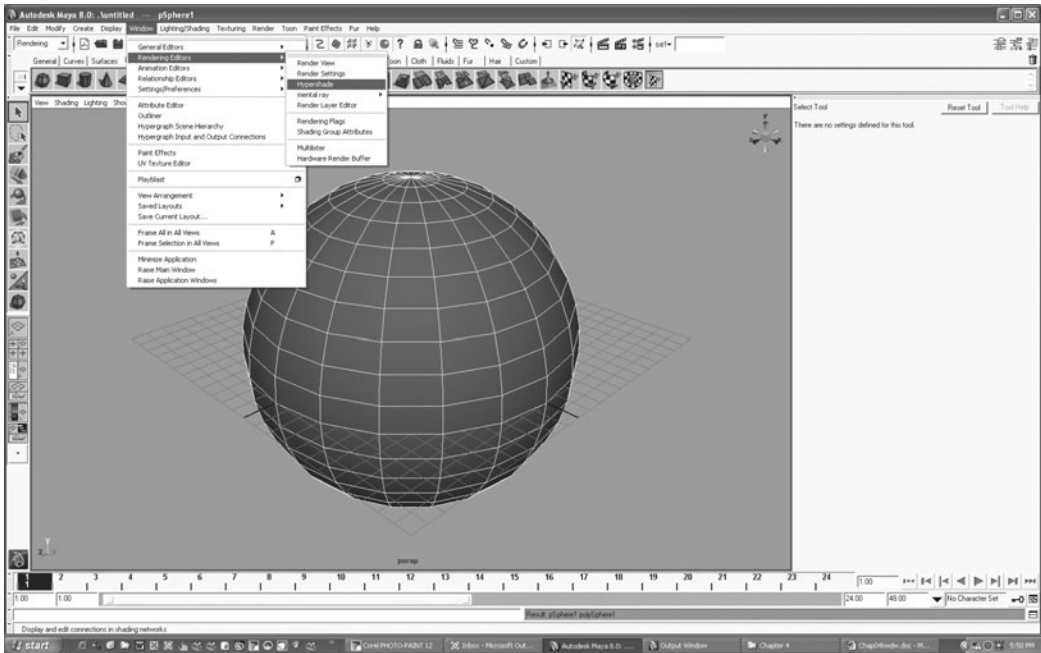 Autodesk Maya 8.0: .\untitled --- pSphere1
File Edit Modify Create Display Window Lighting/Shading Texturing Render Toon Paint Effects Fur Help
Rendering
sel*
General Curves Surfaces
Cloth Fluids Fur Hair Custom
General Editors
Rendering Editors
Animation Editors
Relationship Editors
Settings/Preferences
Attribute Editor
Outliner
Hypergraph Scene Hierarchy
Hypergraph Input and Output Connections
Paint Effects
UV Texture Editor
Playblast
View Arrangement
Saved Layouts
Save Current Layout...
Frame All in All Views A
Frame Selection in All Views F
Minimize Application
Raise Main Window
Raise Application Windows
Render View
Render Settings
Hypershade
mental ray
Render Layer Editor
Rendering Flags
Shading Group Attributes
Multilister
Hardware Render Buffer
View Shading Lighting
Select Tool
Reset Tool
Tool Help
There are no settings defined for this tool.
y
z
persp
1 2 3 4 5 6 7 8 9 10 11 12 13 14 15 16 17 18 19 20 21 22 23 24
1
1.00
1.00 1.00
24.00 48.00
No Character Set
Result: pSphere1 polySphere1
Display and edit connections in shading networks
start
Corel PHOTO-PAINT 12
Inbox - Microsoft Out...
Autodesk Maya 8.0: ...
Output Window
Chapter 4
5:50 PM